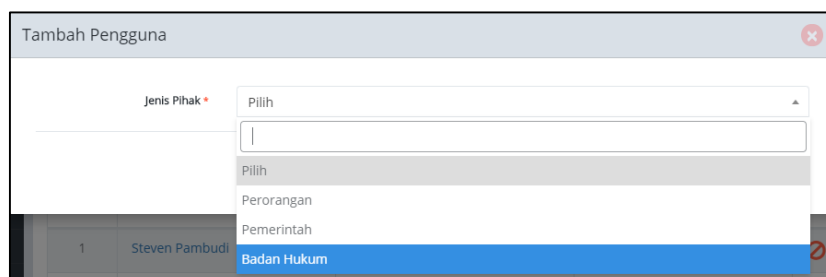 Tambah Pengguna
Jenis Pihak *
Pilih
Pilih
Perorangan
Pemerintah
1 Steven Pambudi
Badan Hukum